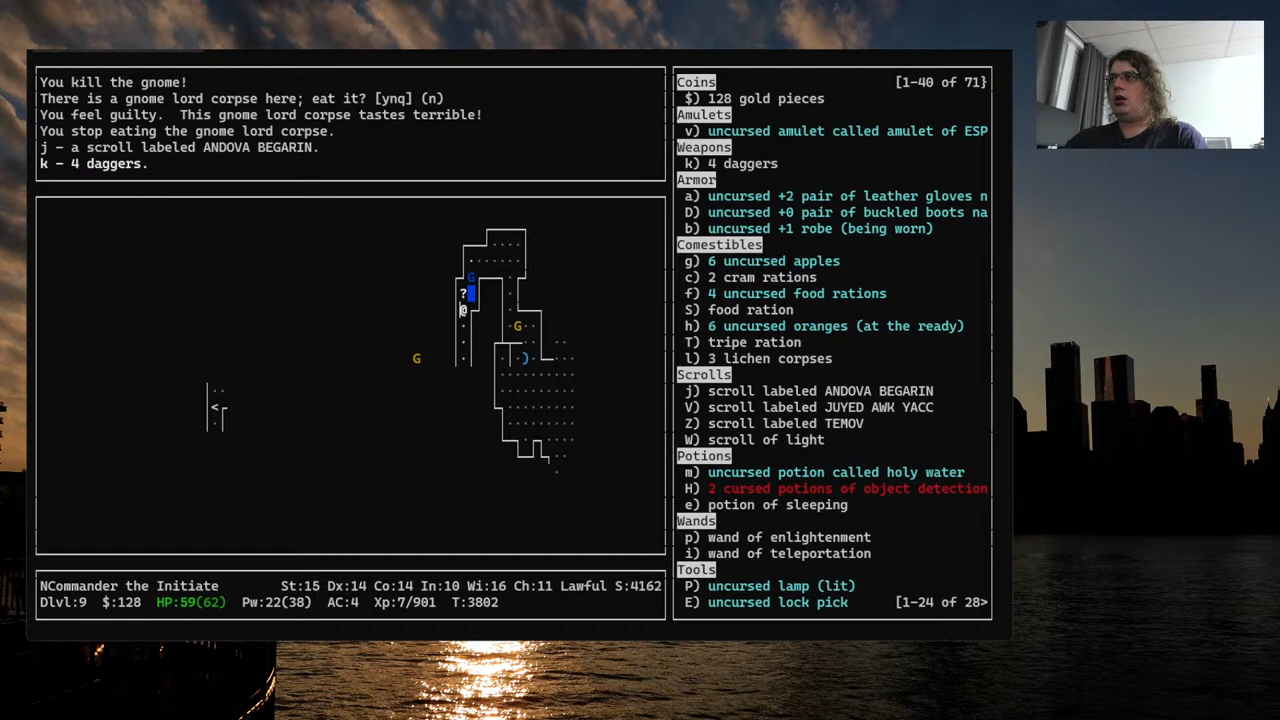 You kill the gnome!
There is a gnome lord corpse here; eat it? [ynq] (n)
You feel guilty.  This gnome lord corpse tastes terrible!
You stop eating the gnome lord corpse.
j - a scroll labeled ANDOVA BEGARIN.
k - 4 daggers.
NCommander the Initiate St:15 Dx:14 Co:14 In:10 Wi:16 Ch:11 Lawful S:4162
Dlvl:9 $:128 HP:59(62) Pw:22(38) AC:4 Xp:7/901 T:3802
Coins [1-40 of 71}
$) 128 gold pieces
Amulets
v) uncursed amulet called amulet of ESP
Weapons
k) 4 daggers
Armor
a) uncursed +2 pair of leather gloves n
D) uncursed +0 pair of buckled boots na
b) uncursed +1 robe (being worn)
Comestibles
g) 6 uncursed apples
c) 2 cram rations
f) 4 uncursed food rations
S) food ration
h) 6 uncursed oranges (at the ready)
T) tripe ration
l) 3 lichen corpses
Scrolls
j) scroll labeled ANDOVA BEGARIN
V) scroll labeled JUYED AWK YACC
Z) scroll labeled TEMOV
W) scroll of light
Potions
m) uncursed potion called holy water
H) 2 cursed potions of object detection
e) potion of sleeping
Wands
p) wand of enlightenment
i) wand of teleportation
Tools
P) uncursed lamp (lit)
E) uncursed lock pick [1-24 of 28>